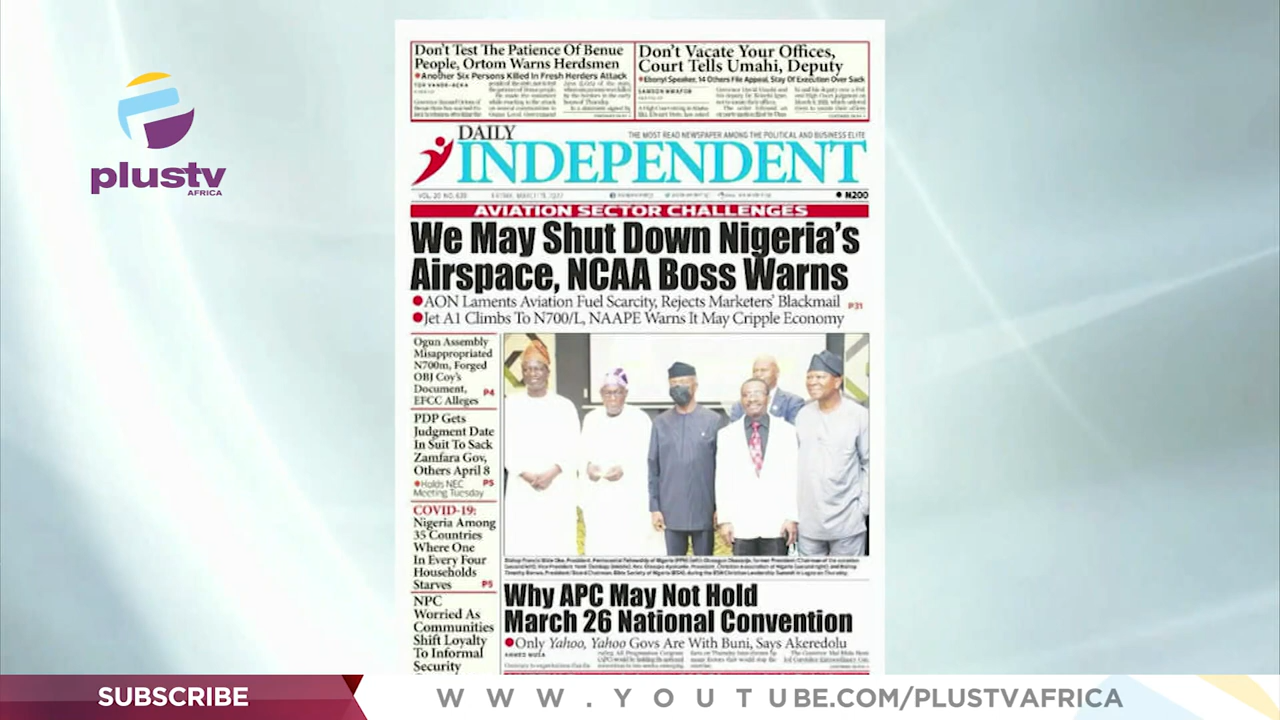 Don't Test The Patience Of Benue
People, Ortom Warns Herdsmen
Another Six Persons Killed In Fresh Herders Attack
Don't Vacate Your Offices,
Court Tells Umahi, Deputy
Ebonyi Speaker, 14 Others File Appeal, Stay Of Execution Over Sack
plustv
AFRICA
DAILY
THE MOST READ NEWSPAPER AMONG THE POLITICAL AND BUSINESS ELITE
INDEPENDENT
N200
AVIATION SECTOR CHALLENGES
We May Shut Down Nigeria's
Airspace, NCAA Boss Warns
AON Laments Aviation Fuel Scarcity, Rejects Marketers' Blackmail P31
Jet A1 Climbs To N700/L, NAAPE Warns It May Cripple Economy
Ogun Assembly
Misappropriated
N700m, Forged
OBJ Coy's
Document,
EFCC Alleges P4
PDP Gets
Judgment Date
In Suit To Sack
Zamfara Gov,
Others April 8
Holds NEC P5
Meeting Tuesday
COVID-19:
Nigeria Among
35 Countries
Where One
In Every Four
Households
Starves P5
NPC
Worried As
Communities
Shift Loyalty
To Informal
Security
Why APC May Not Hold
March 26 National Convention
Only Yahoo, Yahoo Govs Are With Buni, Says Akeredolu
SUBSCRIBE
WWW.YOUTUBE.COM/PLUSTVAFRICA